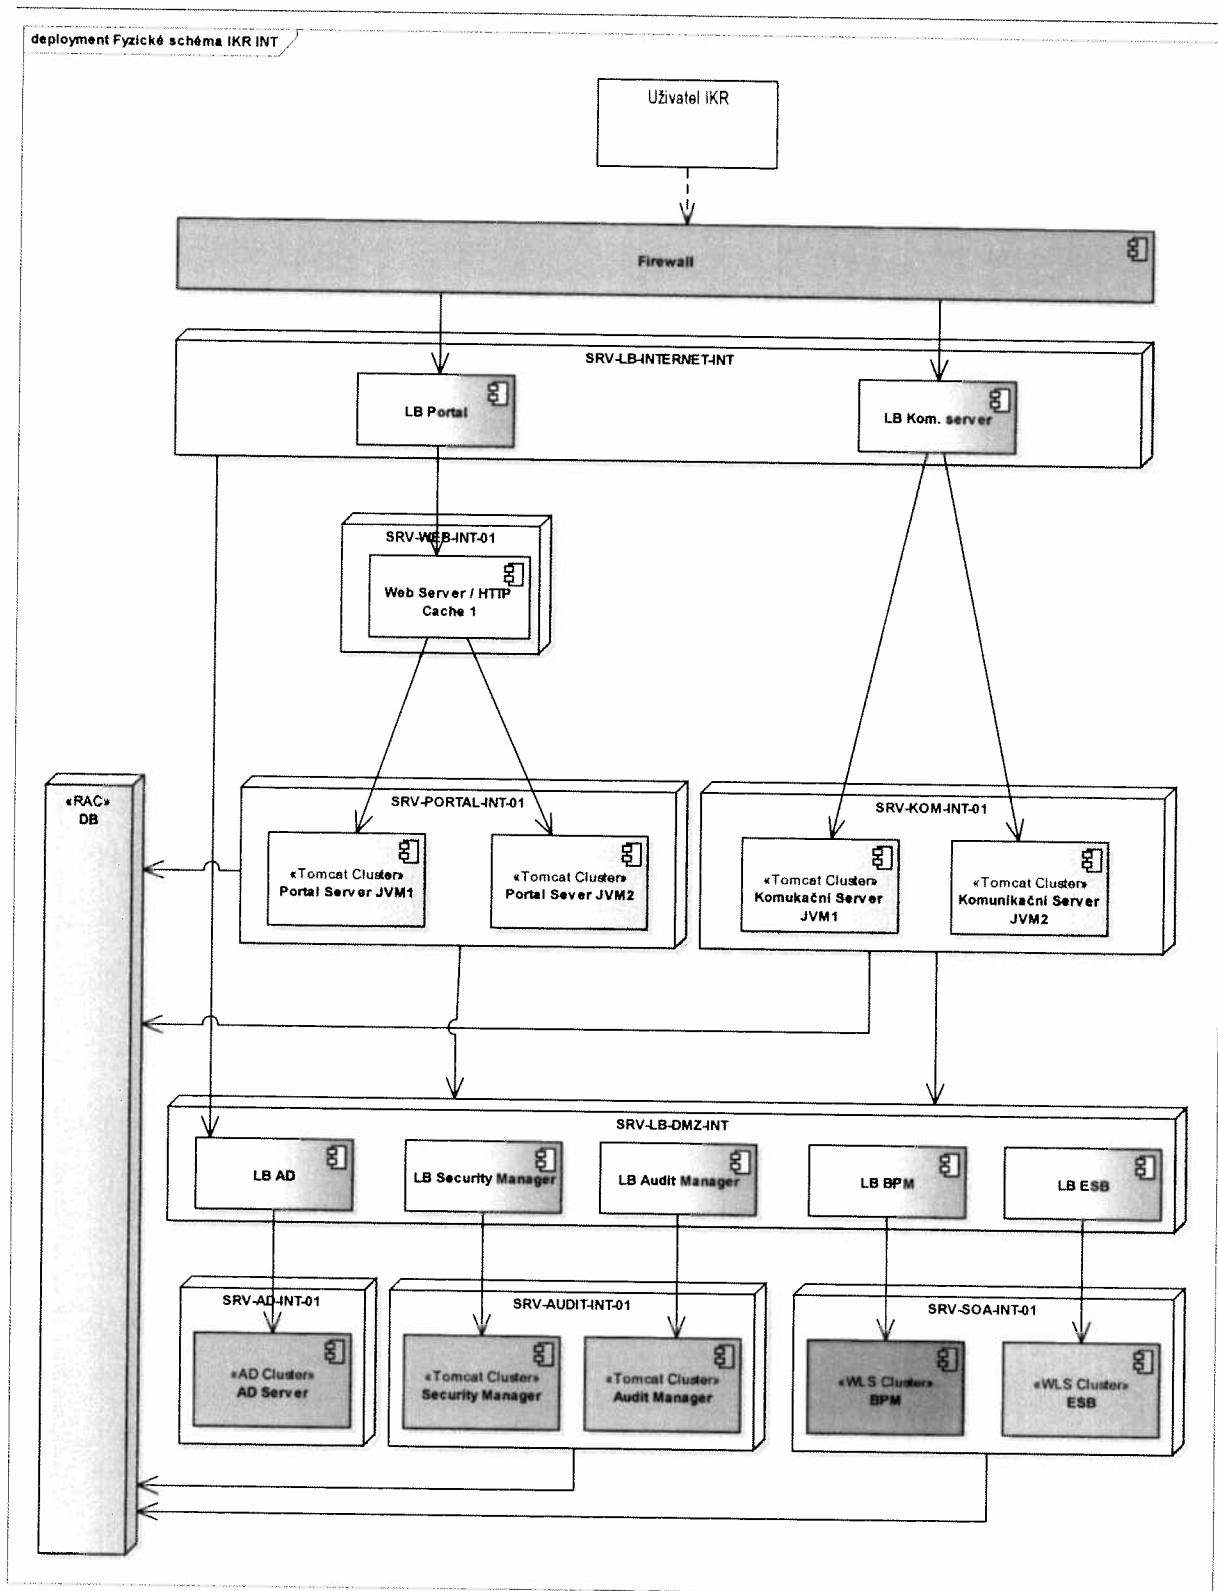 deployment Fyzické schéma IKR INT
Uživatel IKR
Firewall
SRV-LB-INTERNET-INT
LB Portal
LB Kom. server
SRV-WEB-INT-01
Web Server / HTTP
Cache 1
«RAC»
DB
SRV-PORTAL-INT-01
«Tomcat Cluster»
Portal Server JVM1
«Tomcat Cluster»
Portal Sever JVM2
SRV-KOM-INT-01
«Tomcat Cluster»
Komukační Server
JVM1
«Tomcat Cluster»
Komunikační Server
JVM2
SRV-LB-DMZ-INT
LB AD
LB Security Manager
LB Audit Manager
LB BPM
LB ESB
SRV-AD-INT-01
«AD Cluster»
AD Server
SRV-AUDIT-INT-01
«Tomcat Cluster»
Security Manager
«Tomcat Cluster»
Audit Manager
SRV-SOA-INT-01
«WLS Cluster»
BPM
«WLS Cluster»
ESB